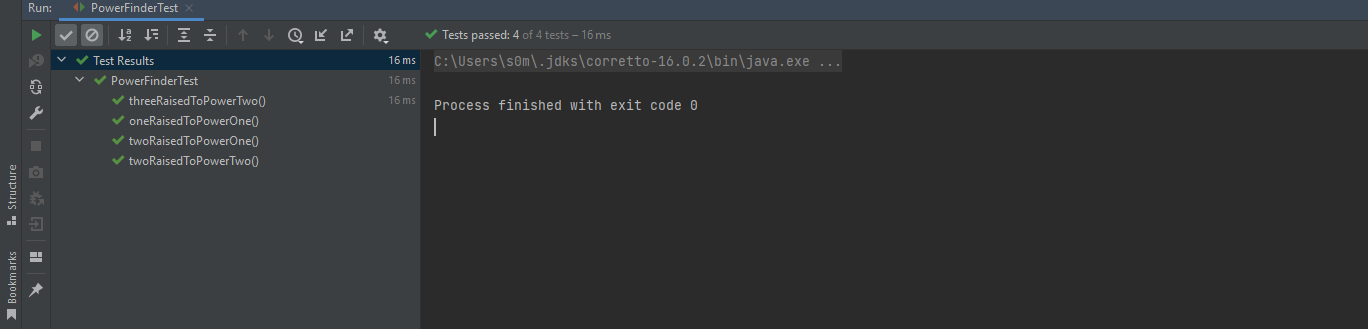 Run: PowerFinderTest
Tests passed: 4 of 4 tests – 16 ms
Test Results 16 ms
PowerFinderTest 16 ms
threeRaisedToPowerTwo() 16 ms
oneRaisedToPowerOne()
twoRaisedToPowerOne()
twoRaisedToPowerTwo()
C:\Users\s0m\.jdks\corretto-16.0.2\bin\java.exe ...
Process finished with exit code 0
Structure
Bookmarks